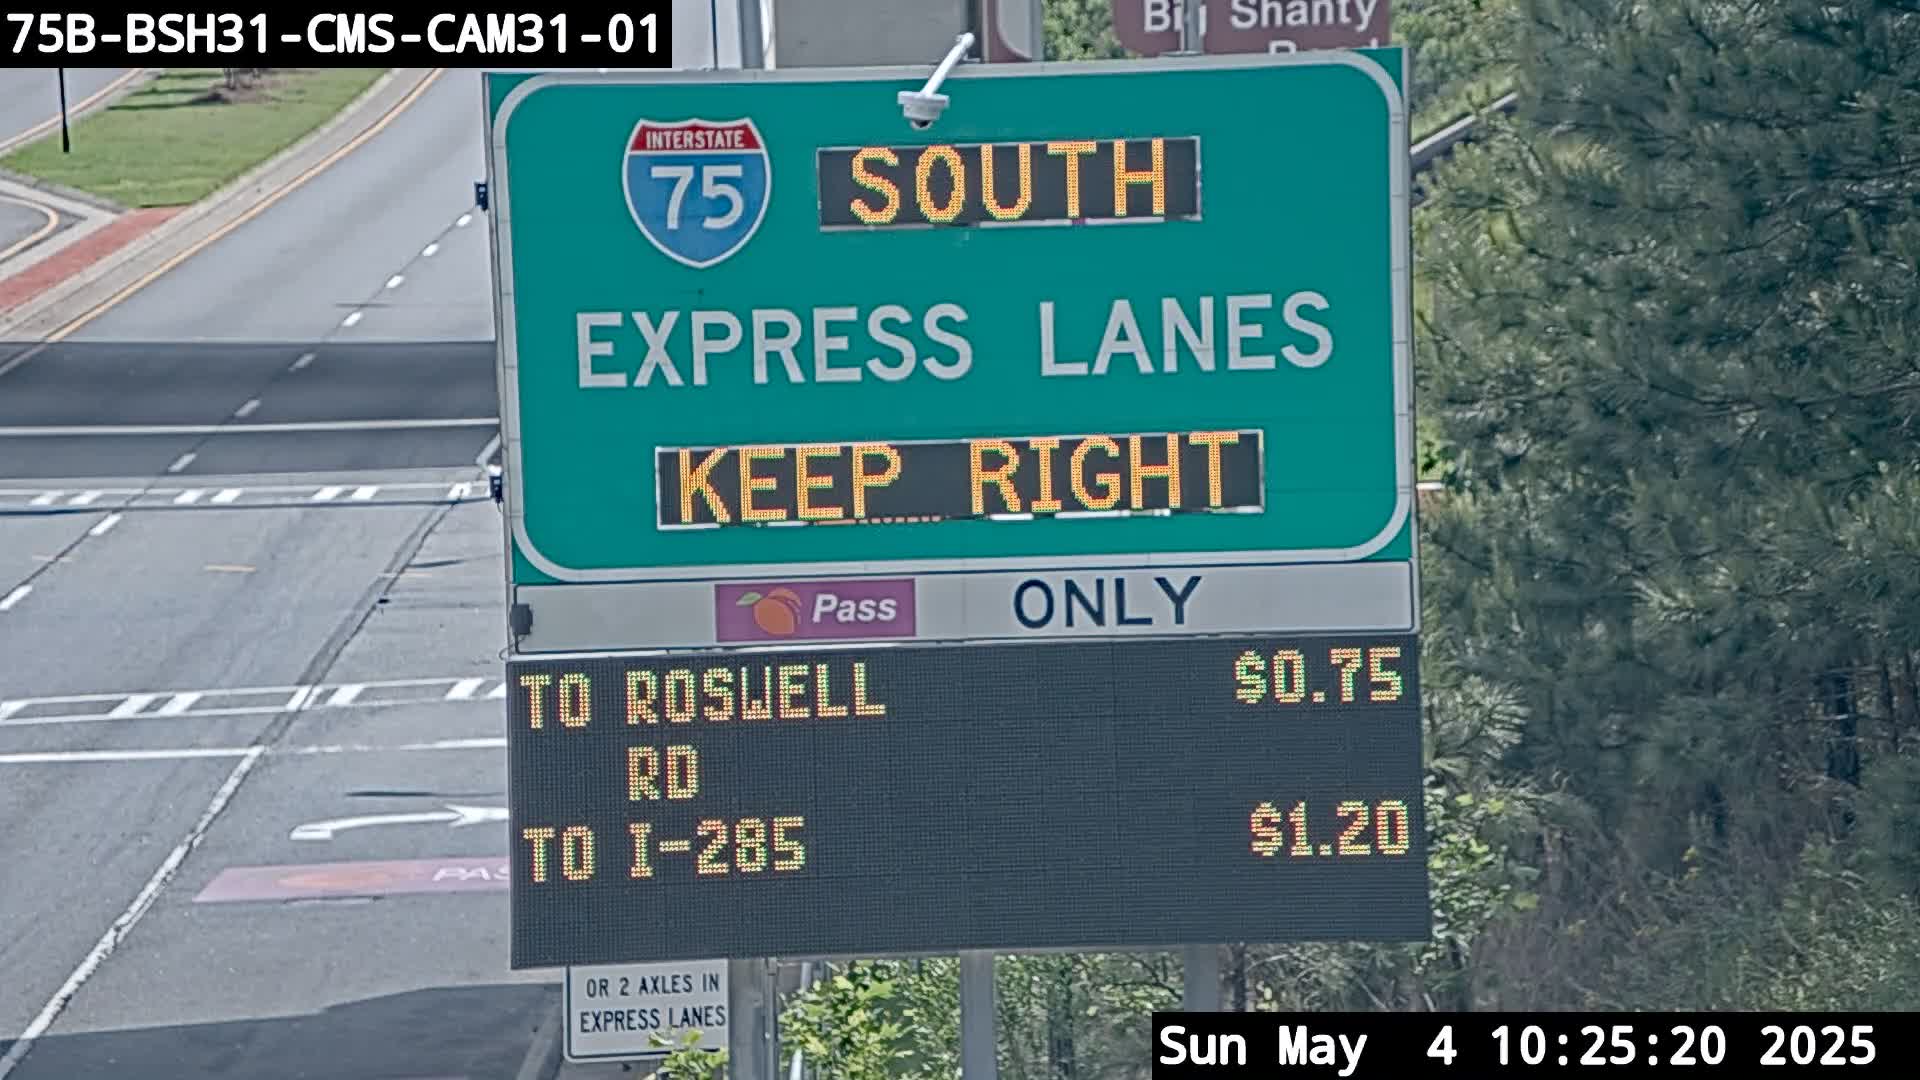 75B-BSH31-CMS-CAM31-01
Big Shanty
INTERSTATE
75
SOUTH
EXPRESS LANES
KEEP RIGHT
Pass
ONLY
TO ROSWELL $0.75
RD
TO I-285 $1.20
OR 2 AXLES IN
EXPRESS LANES
Sun May 4 10:25:20 2025